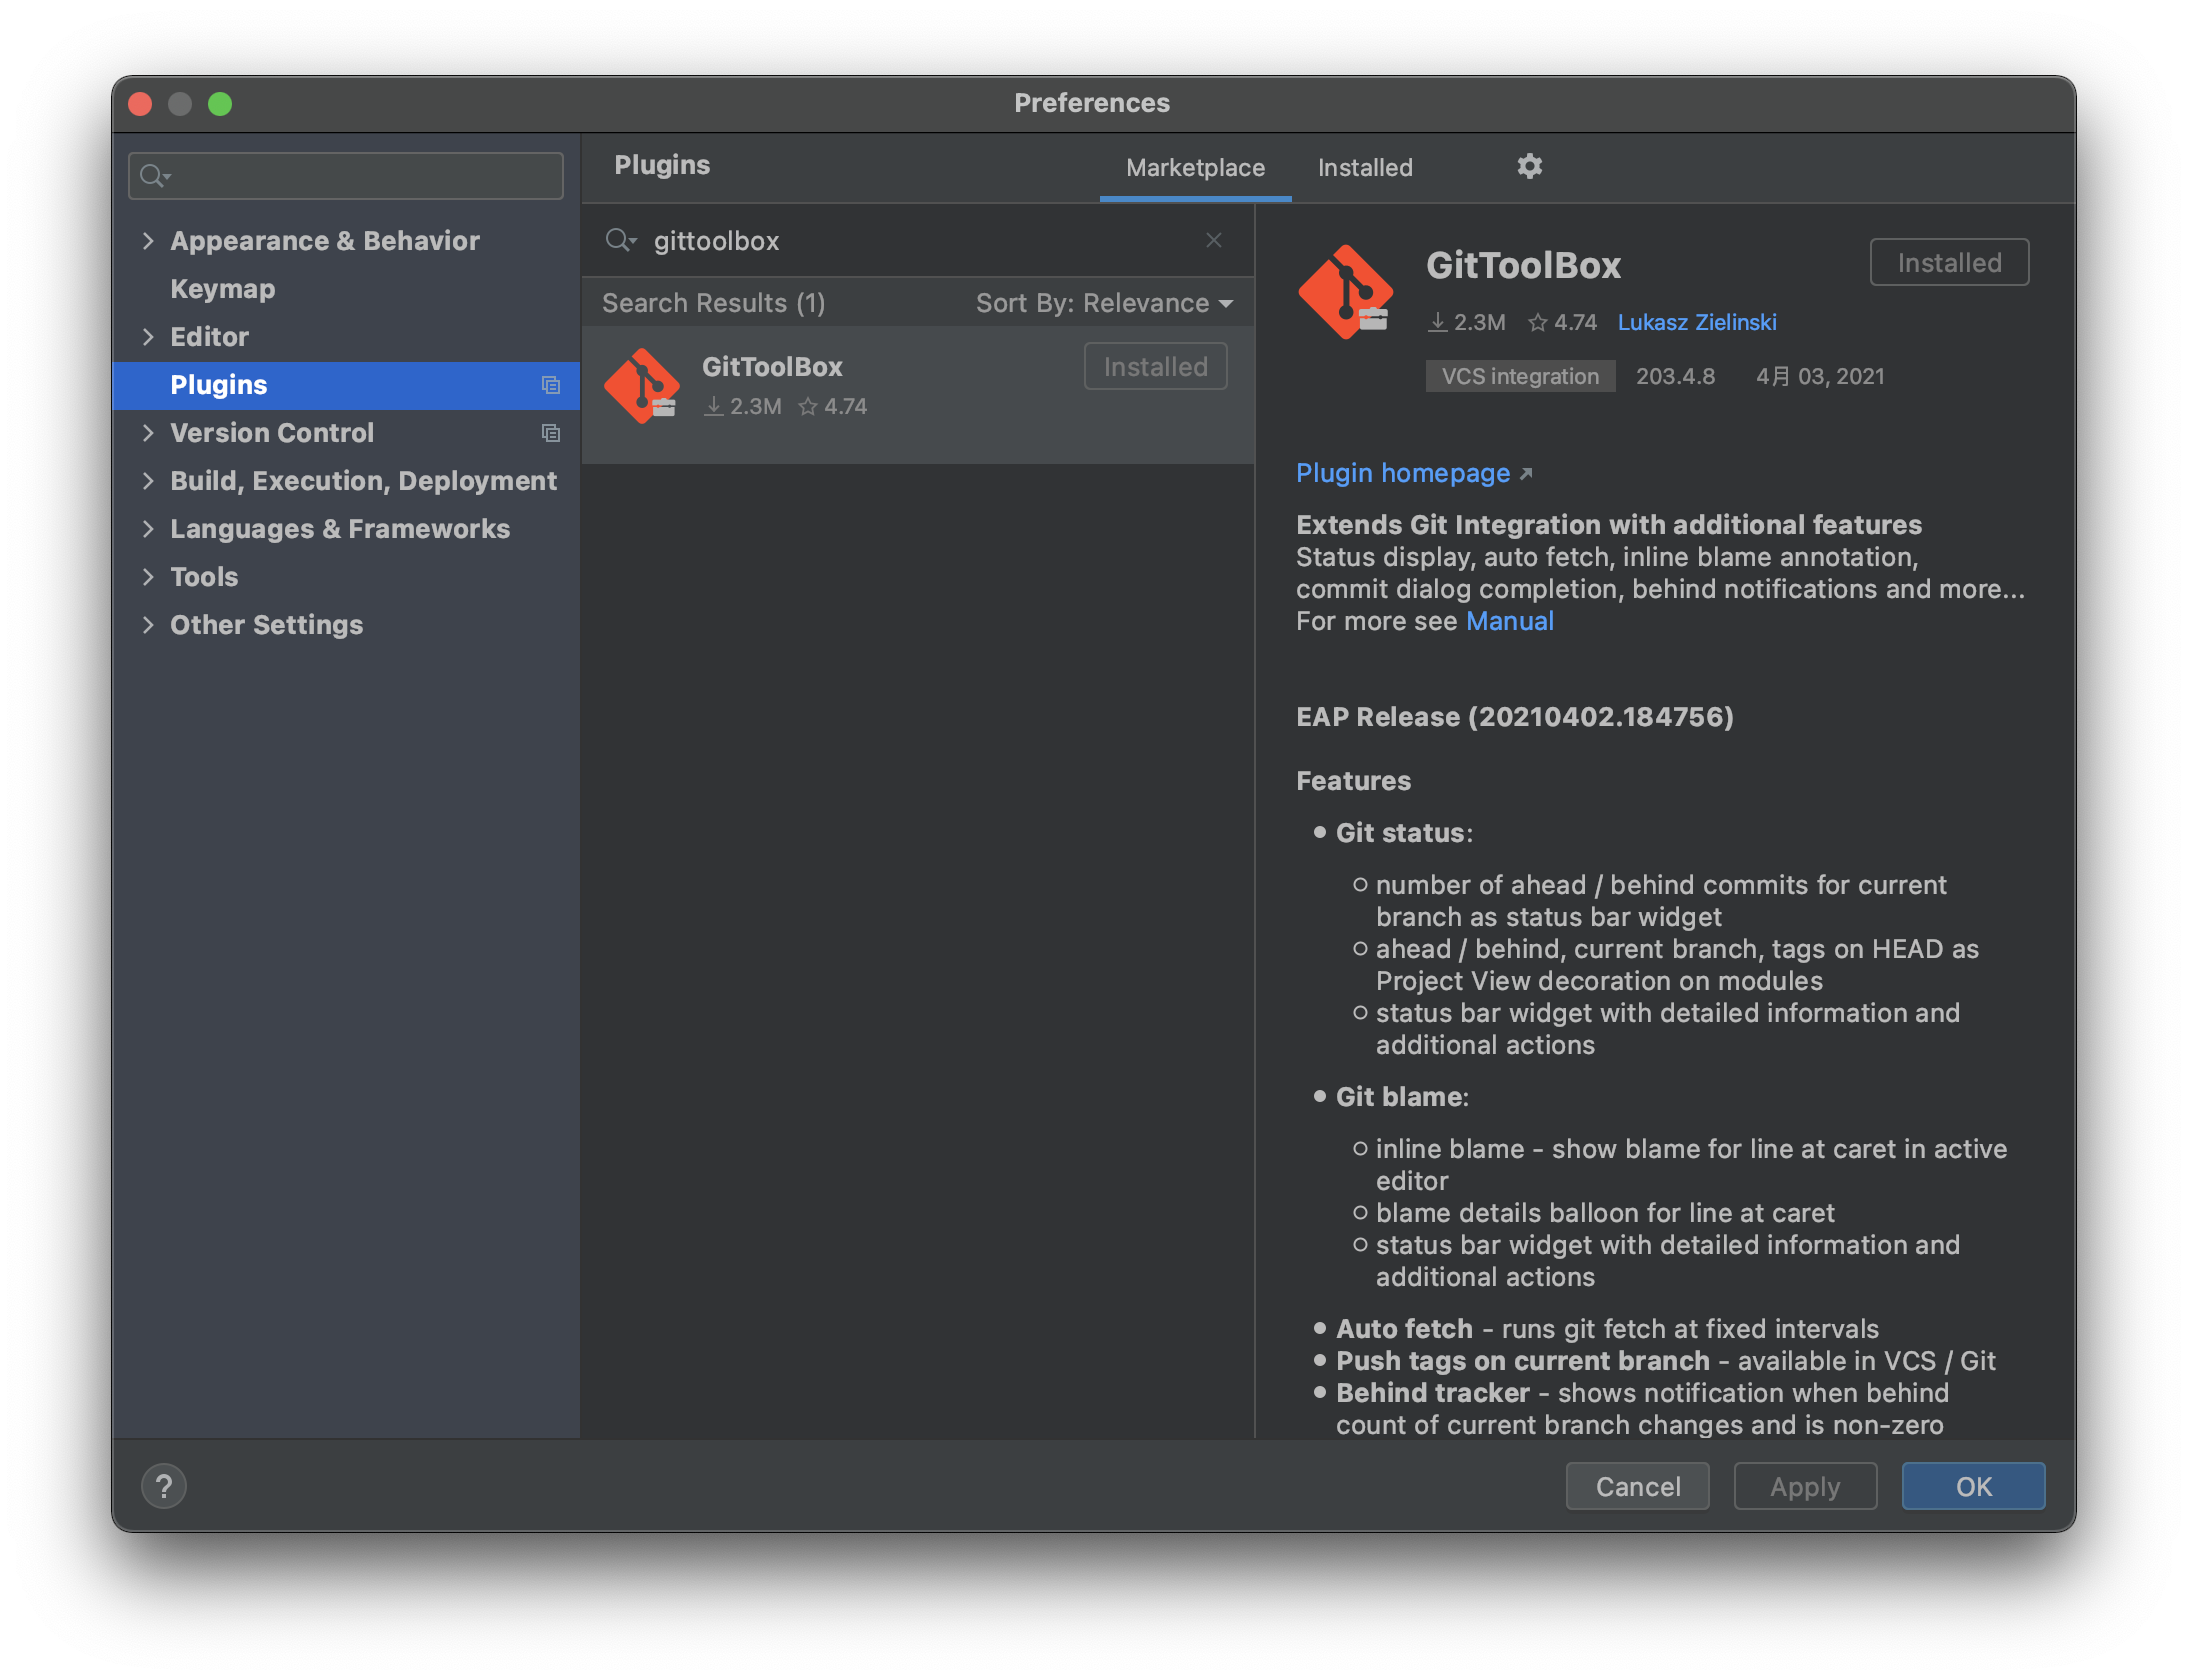 Preferences
Appearance & Behavior
Keymap
Editor
Plugins
Version Control
Build, Execution, Deployment
Languages & Frameworks
Tools
Other Settings
Plugins
Marketplace
Installed
gittoolbox
Search Results (1)
Sort By: Relevance
GitToolBox
Installed
2.3M
4.74
GitToolBox
Installed
2.3M
4.74
Lukasz Zielinski
VCS integration
203.4.8
4月 03, 2021
Plugin homepage
Extends Git Integration with additional features
Status display, auto fetch, inline blame annotation,
commit dialog completion, behind notifications and more...
For more see Manual
EAP Release (20210402.184756)
Features
Git status:
number of ahead / behind commits for current
branch as status bar widget
ahead / behind, current branch, tags on HEAD as
Project View decoration on modules
status bar widget with detailed information and
additional actions
Git blame:
inline blame - show blame for line at caret in active
editor
blame details balloon for line at caret
status bar widget with detailed information and
additional actions
Auto fetch - runs git fetch at fixed intervals
Push tags on current branch - available in VCS / Git
Behind tracker - shows notification when behind
count of current branch changes and is non-zero
?
Cancel
Apply
OK